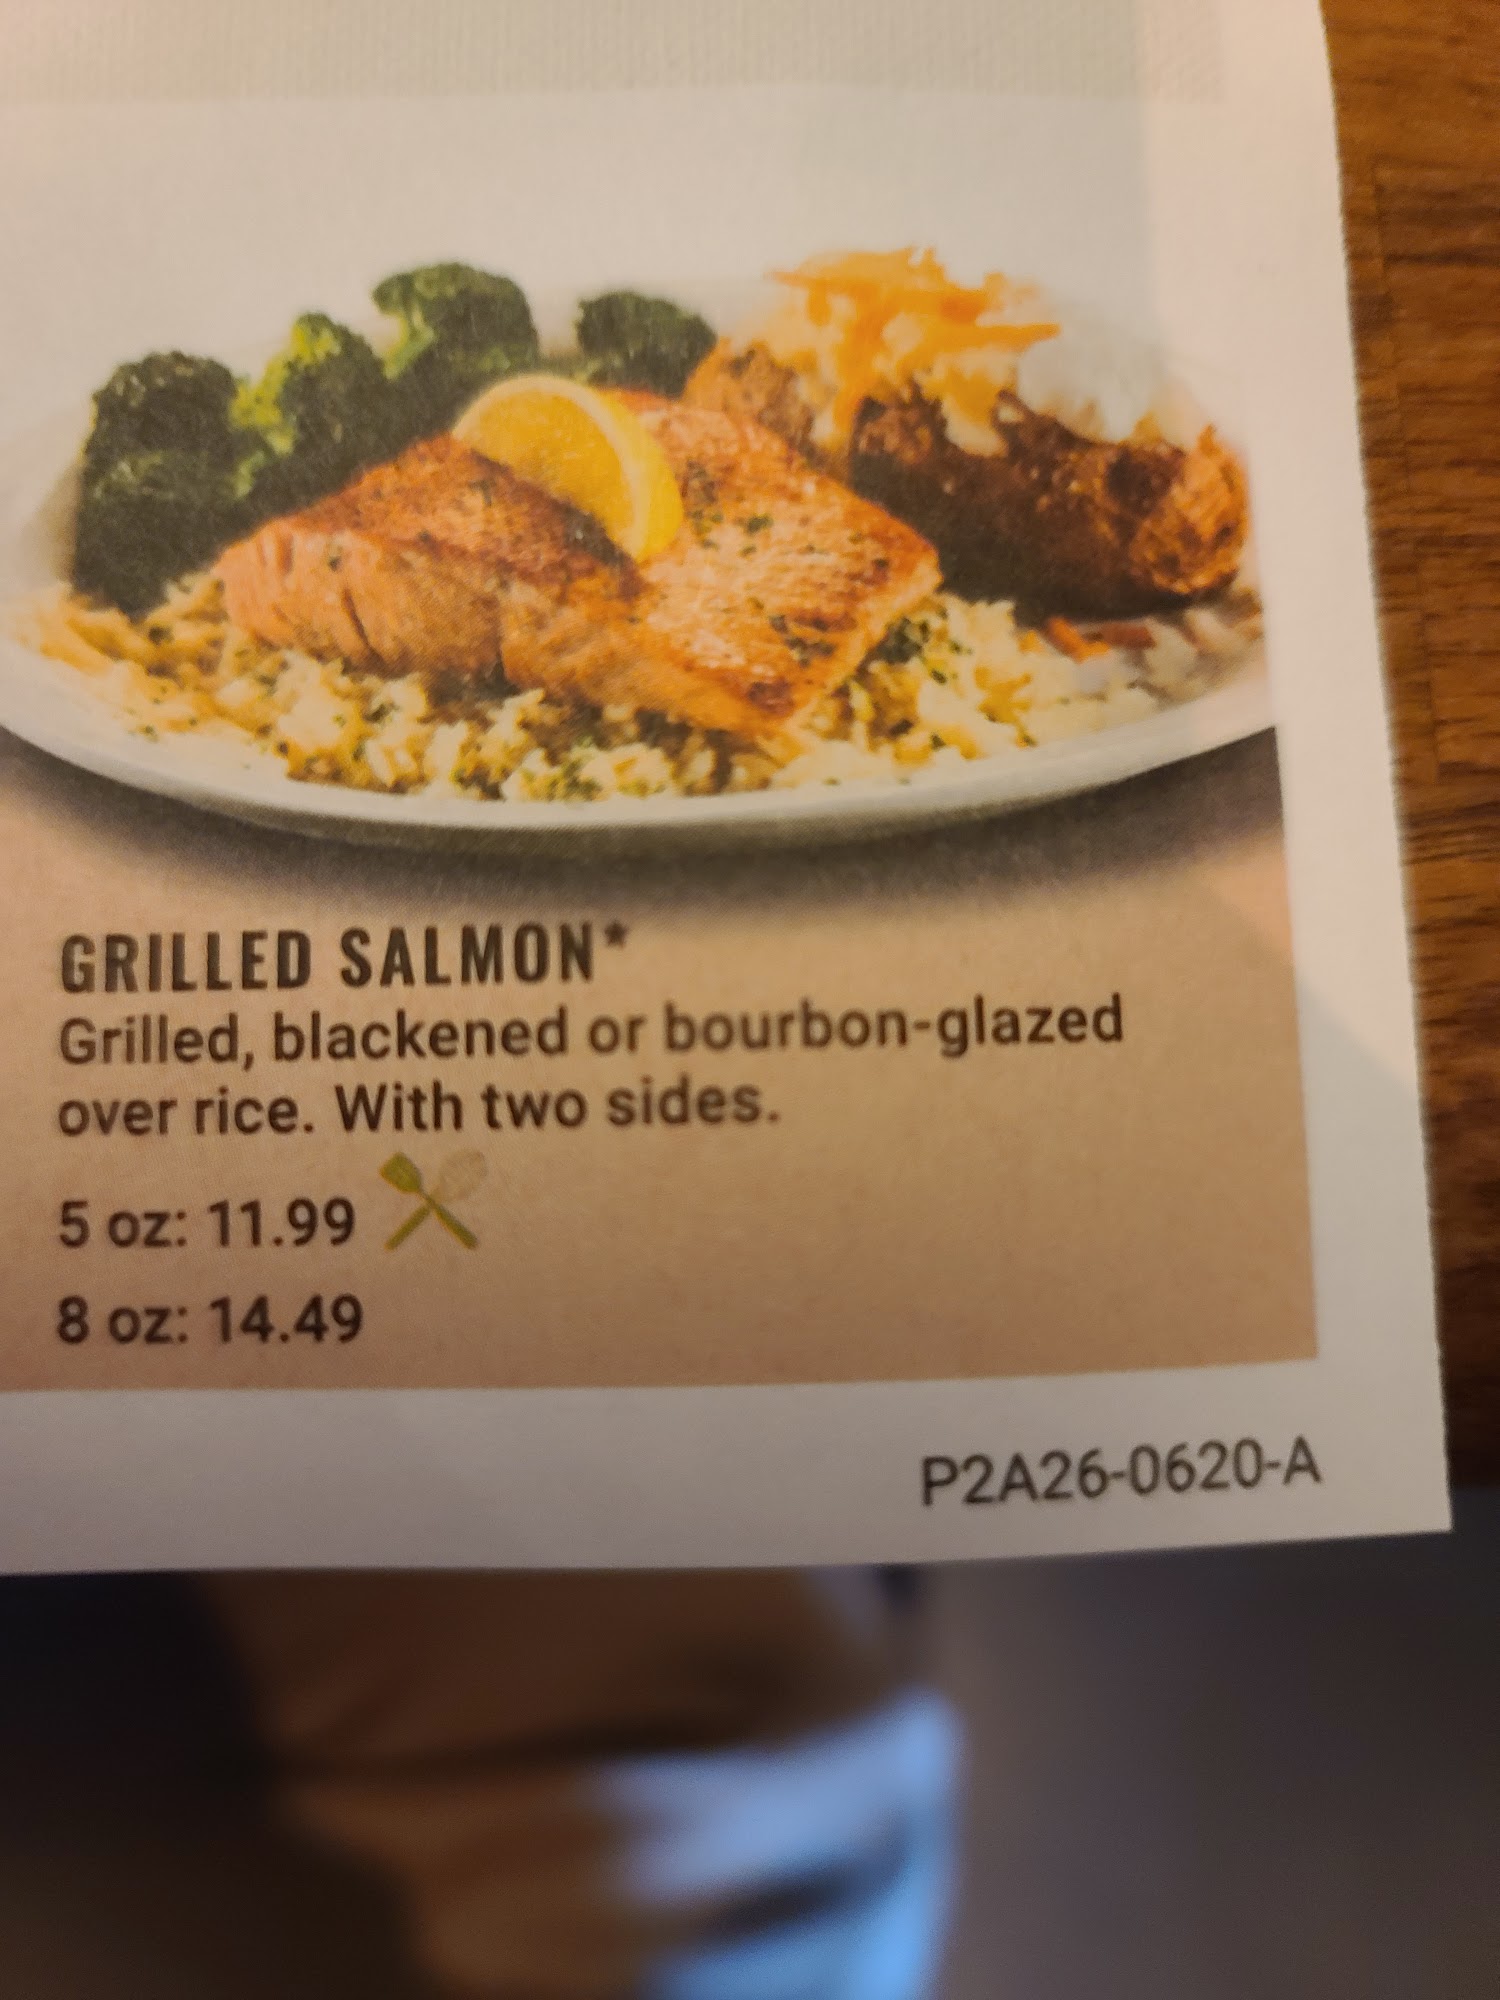 GRILLED SALMON*
Grilled, blackened or bourbon-glazed
over rice. With two sides.
5 oz: 11.99
8 oz: 14.49
P2A26-0620-A